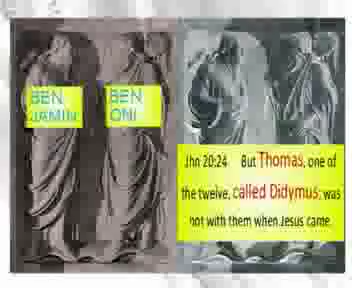 BEN
JAMIN
BEN
ONI
Jhn 20:24 But Thomas, one of
the twelve, called Didymus, was
not with them when Jesus came.